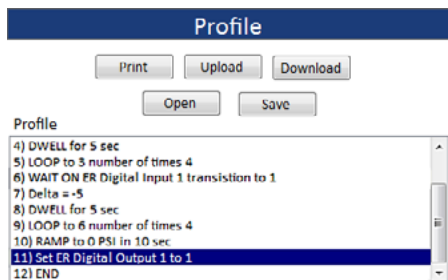 Profile
Print Upload Download
Open Save
Profile
4) DWELL for 5 sec
5) LOOP to 3 number of times 4
6) WAIT ON ER Digital Input 1 transistion to 1
7) Delta = -5
8) DWELL for 5 sec
9) LOOP to 6 number of times 4
10) RAMP to 0 PSI in 10 sec
11) Set ER Digital Output 1 to 1
12) END